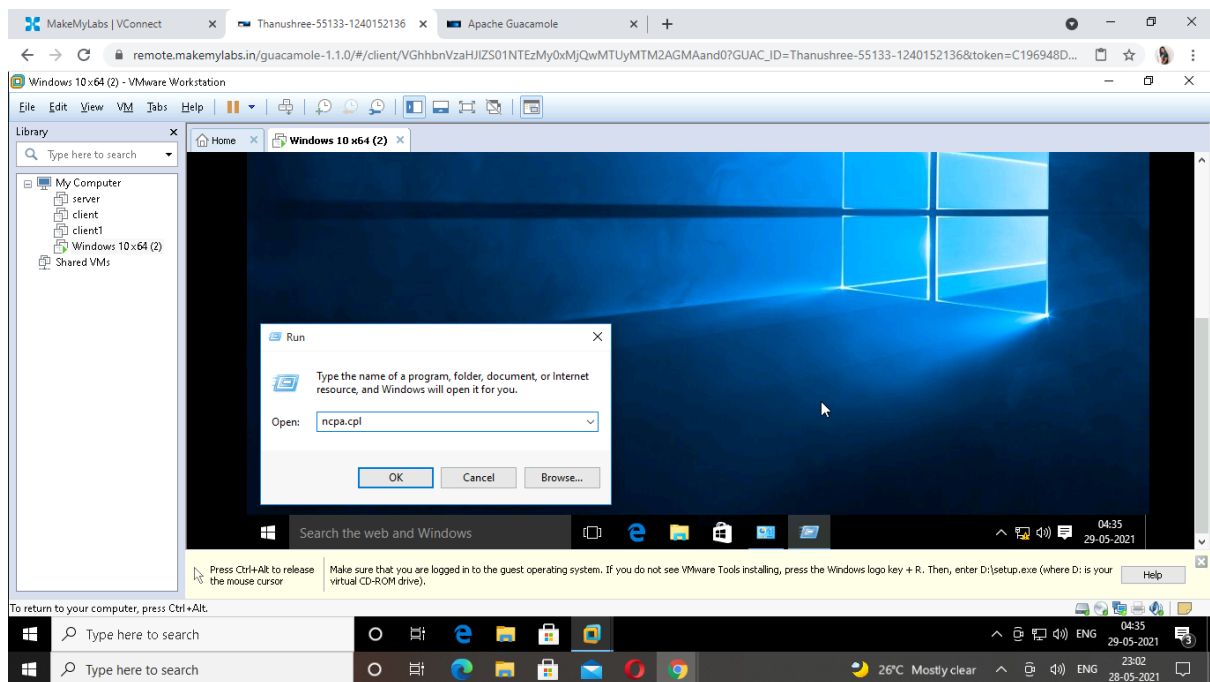 MakeMyLabs | VConnect
Thanushree-55133-1240152136
Apache Guacamole
remote.makemylabs.in/guacamole-1.1.0/#/client/VGhhbnVzaHJlZS01NTEzMy0xMjQwMTUyMTM2AGMAand0?GUAC_ID=Thanushree-55133-1240152136&token=C196948D...
Windows 10 x64 (2) - VMware Workstation
File Edit View VM Tabs Help
Library
Home
Windows 10 x64 (2)
Type here to search
My Computer
server
client
client1
Windows 10 x64 (2)
Shared VMs
Run
Type the name of a program, folder, document, or Internet
resource, and Windows will open it for you.
Open: ncpa.cpl
OK Cancel Browse...
Search the web and Windows
04:35
29-05-2021
Press Ctrl+Alt to release
the mouse cursor
Make sure that you are logged in to the guest operating system. If you do not see VMware Tools installing, press the Windows logo key + R. Then, enter D:\setup.exe (where D: is your
virtual CD-ROM drive).
Help
To return to your computer, press Ctrl+Alt.
Type here to search
ENG
04:35
29-05-2021
3
Type here to search
26°C Mostly clear
ENG
23:02
28-05-2021